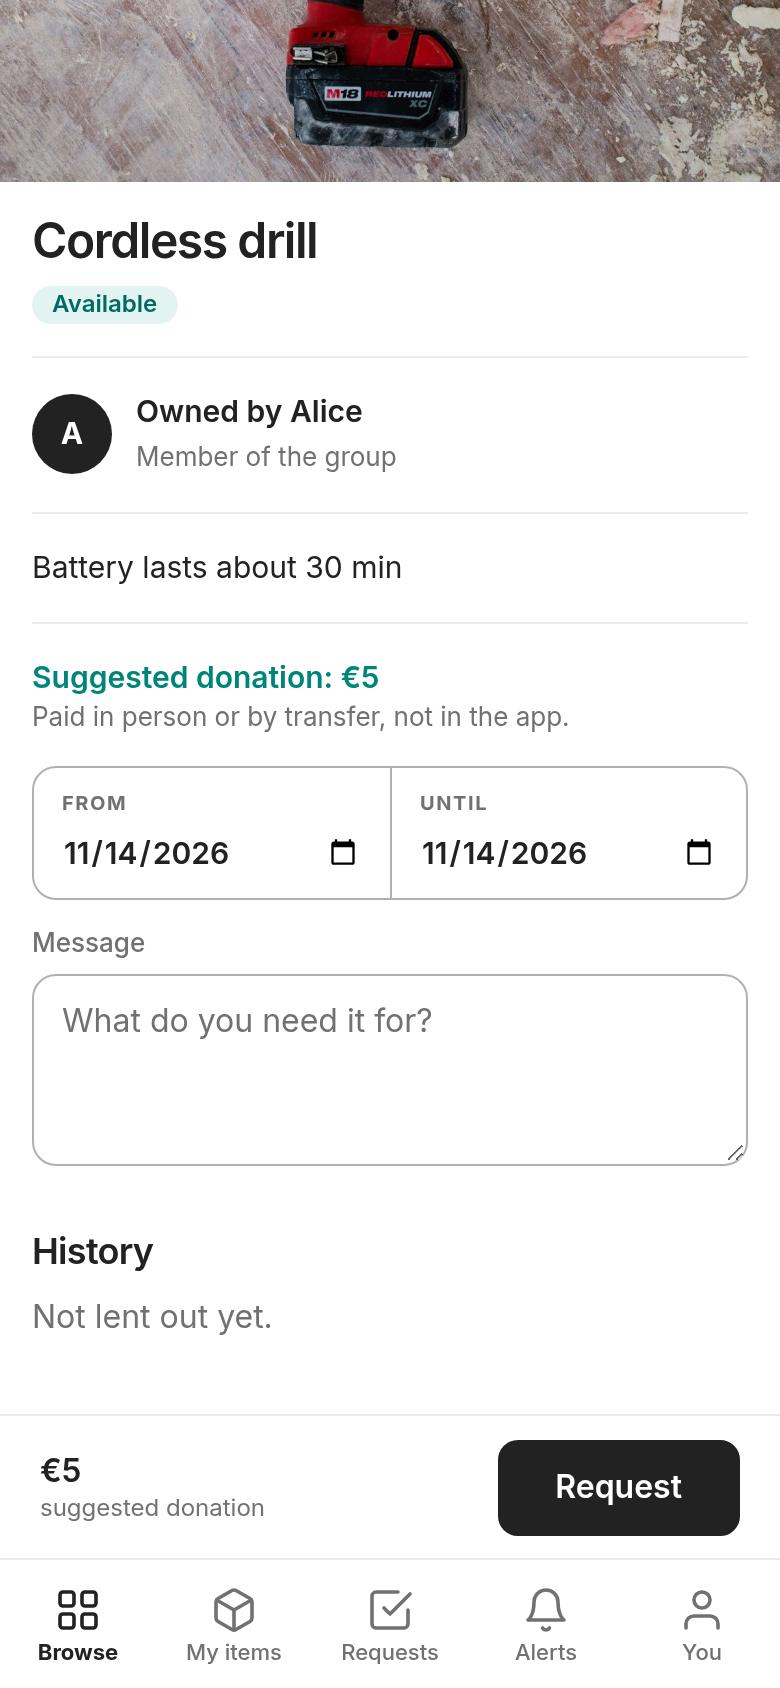 M18 REDLITHIUM
XC
Cordless drill
Available
A
Owned by Alice
Member of the group
Battery lasts about 30 min
Suggested donation: €5
Paid in person or by transfer, not in the app.
FROM
11/14/2026
UNTIL
11/14/2026
Message
What do you need it for?
History
Not lent out yet.
€5
suggested donation
Request
Browse
My items
Requests
Alerts
You